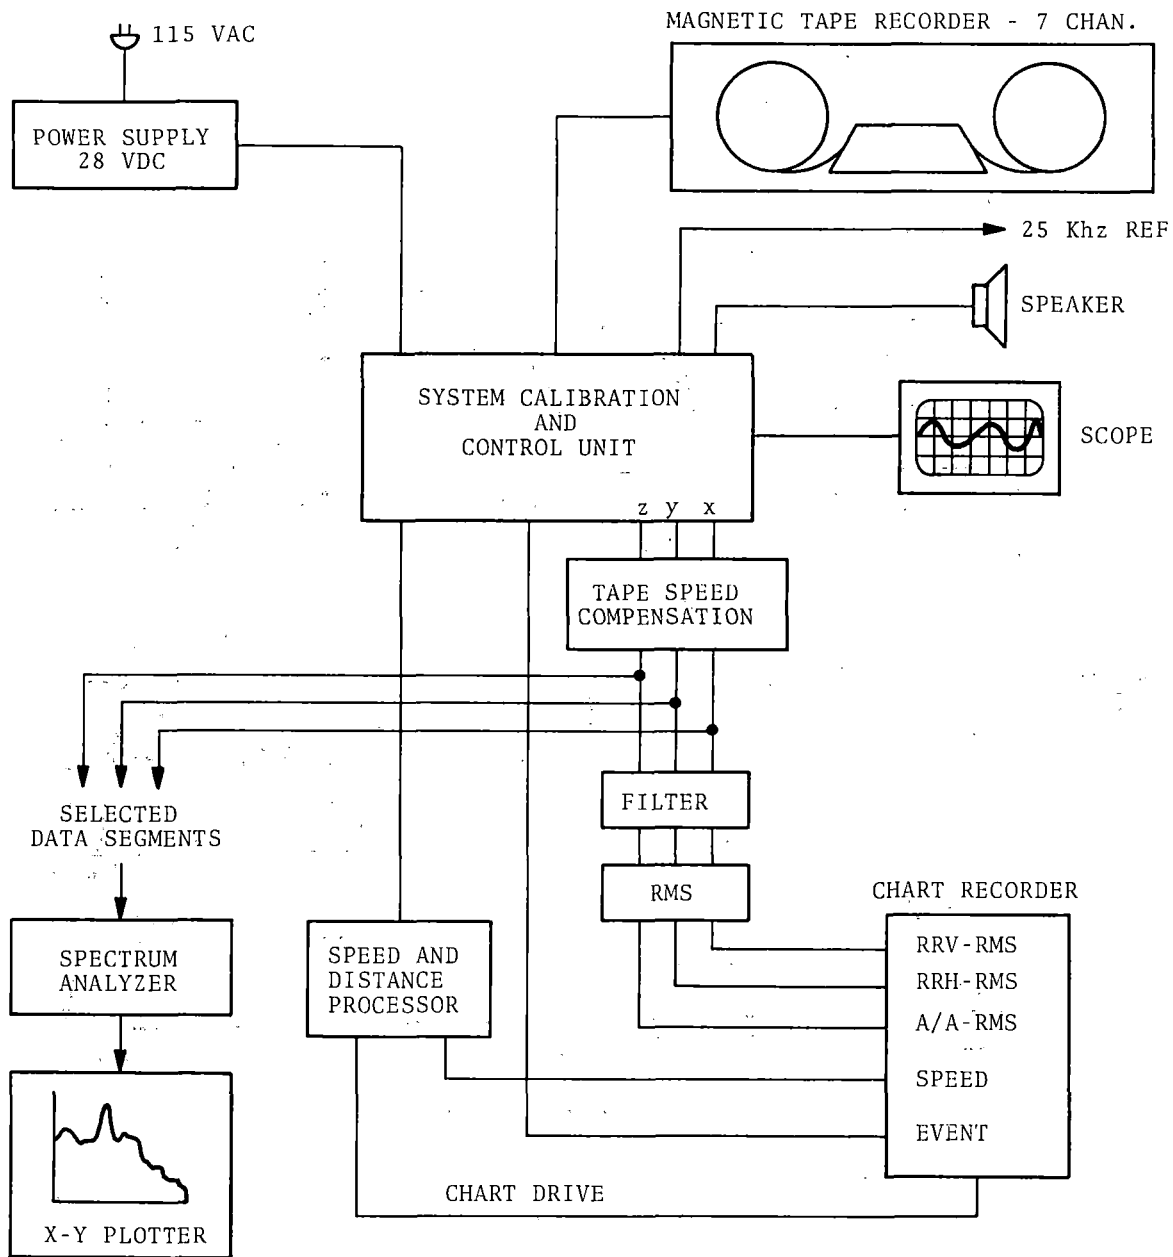 115 VAC
MAGNETIC TAPE RECORDER - 7 CHAN.
POWER SUPPLY
28 VDC
25 Khz REF
SPEAKER
SYSTEM CALIBRATION
AND
CONTROL UNIT
SCOPE
z y x
TAPE SPEED
COMPENSATION
FILTER
SELECTED
DATA SEGMENTS
RMS
CHART RECORDER
SPECTRUM
ANALYZER
SPEED AND
DISTANCE
PROCESSOR
RRV-RMS
RRH-RMS
A/A-RMS
SPEED
EVENT
CHART DRIVE
X-Y PLOTTER